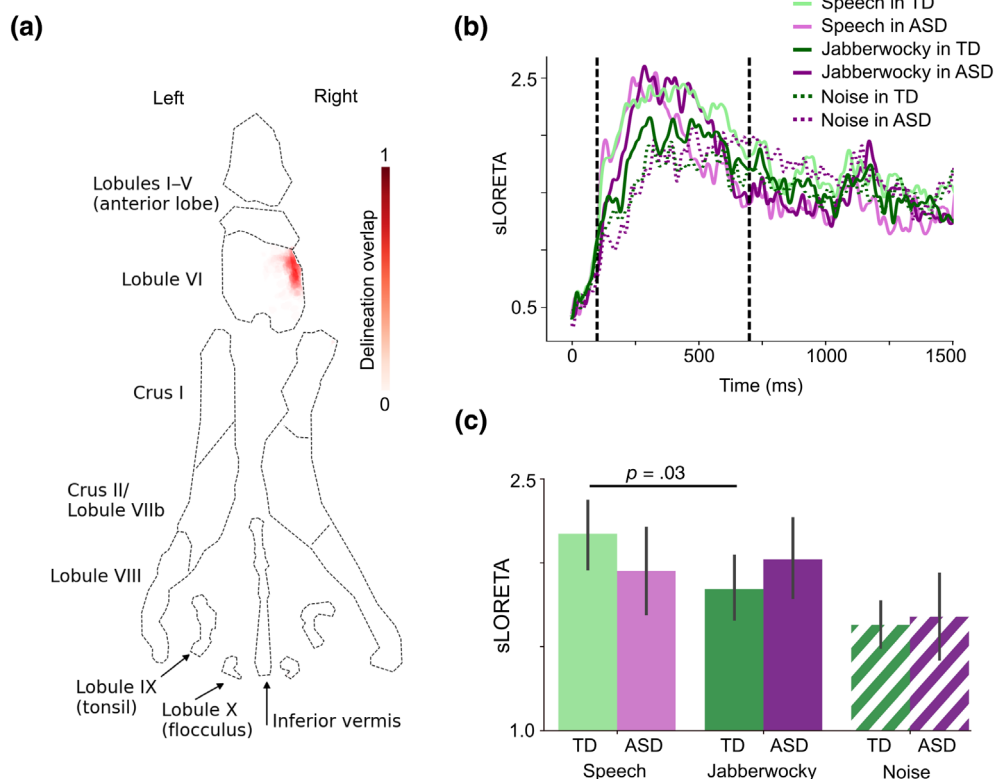 (a)
Left
Right
Lobules I–V
(anterior lobe)
Lobule VI
Crus I
Crus II/
Lobule VIIb
Lobule VIII
Lobule IX
(tonsil)
Lobule X
(flocculus)
Inferior vermis
1
Delineation overlap
0
(b)
Speech in TD
Speech in ASD
Jabberwocky in TD
Jabberwocky in ASD
Noise in TD
Noise in ASD
2.5
sLORETA
0.5
0
500
1000
1500
Time (ms)
(c)
p = .03
2.5
sLORETA
1.0
TD ASD TD ASD TD ASD
Speech Jabberwocky Noise